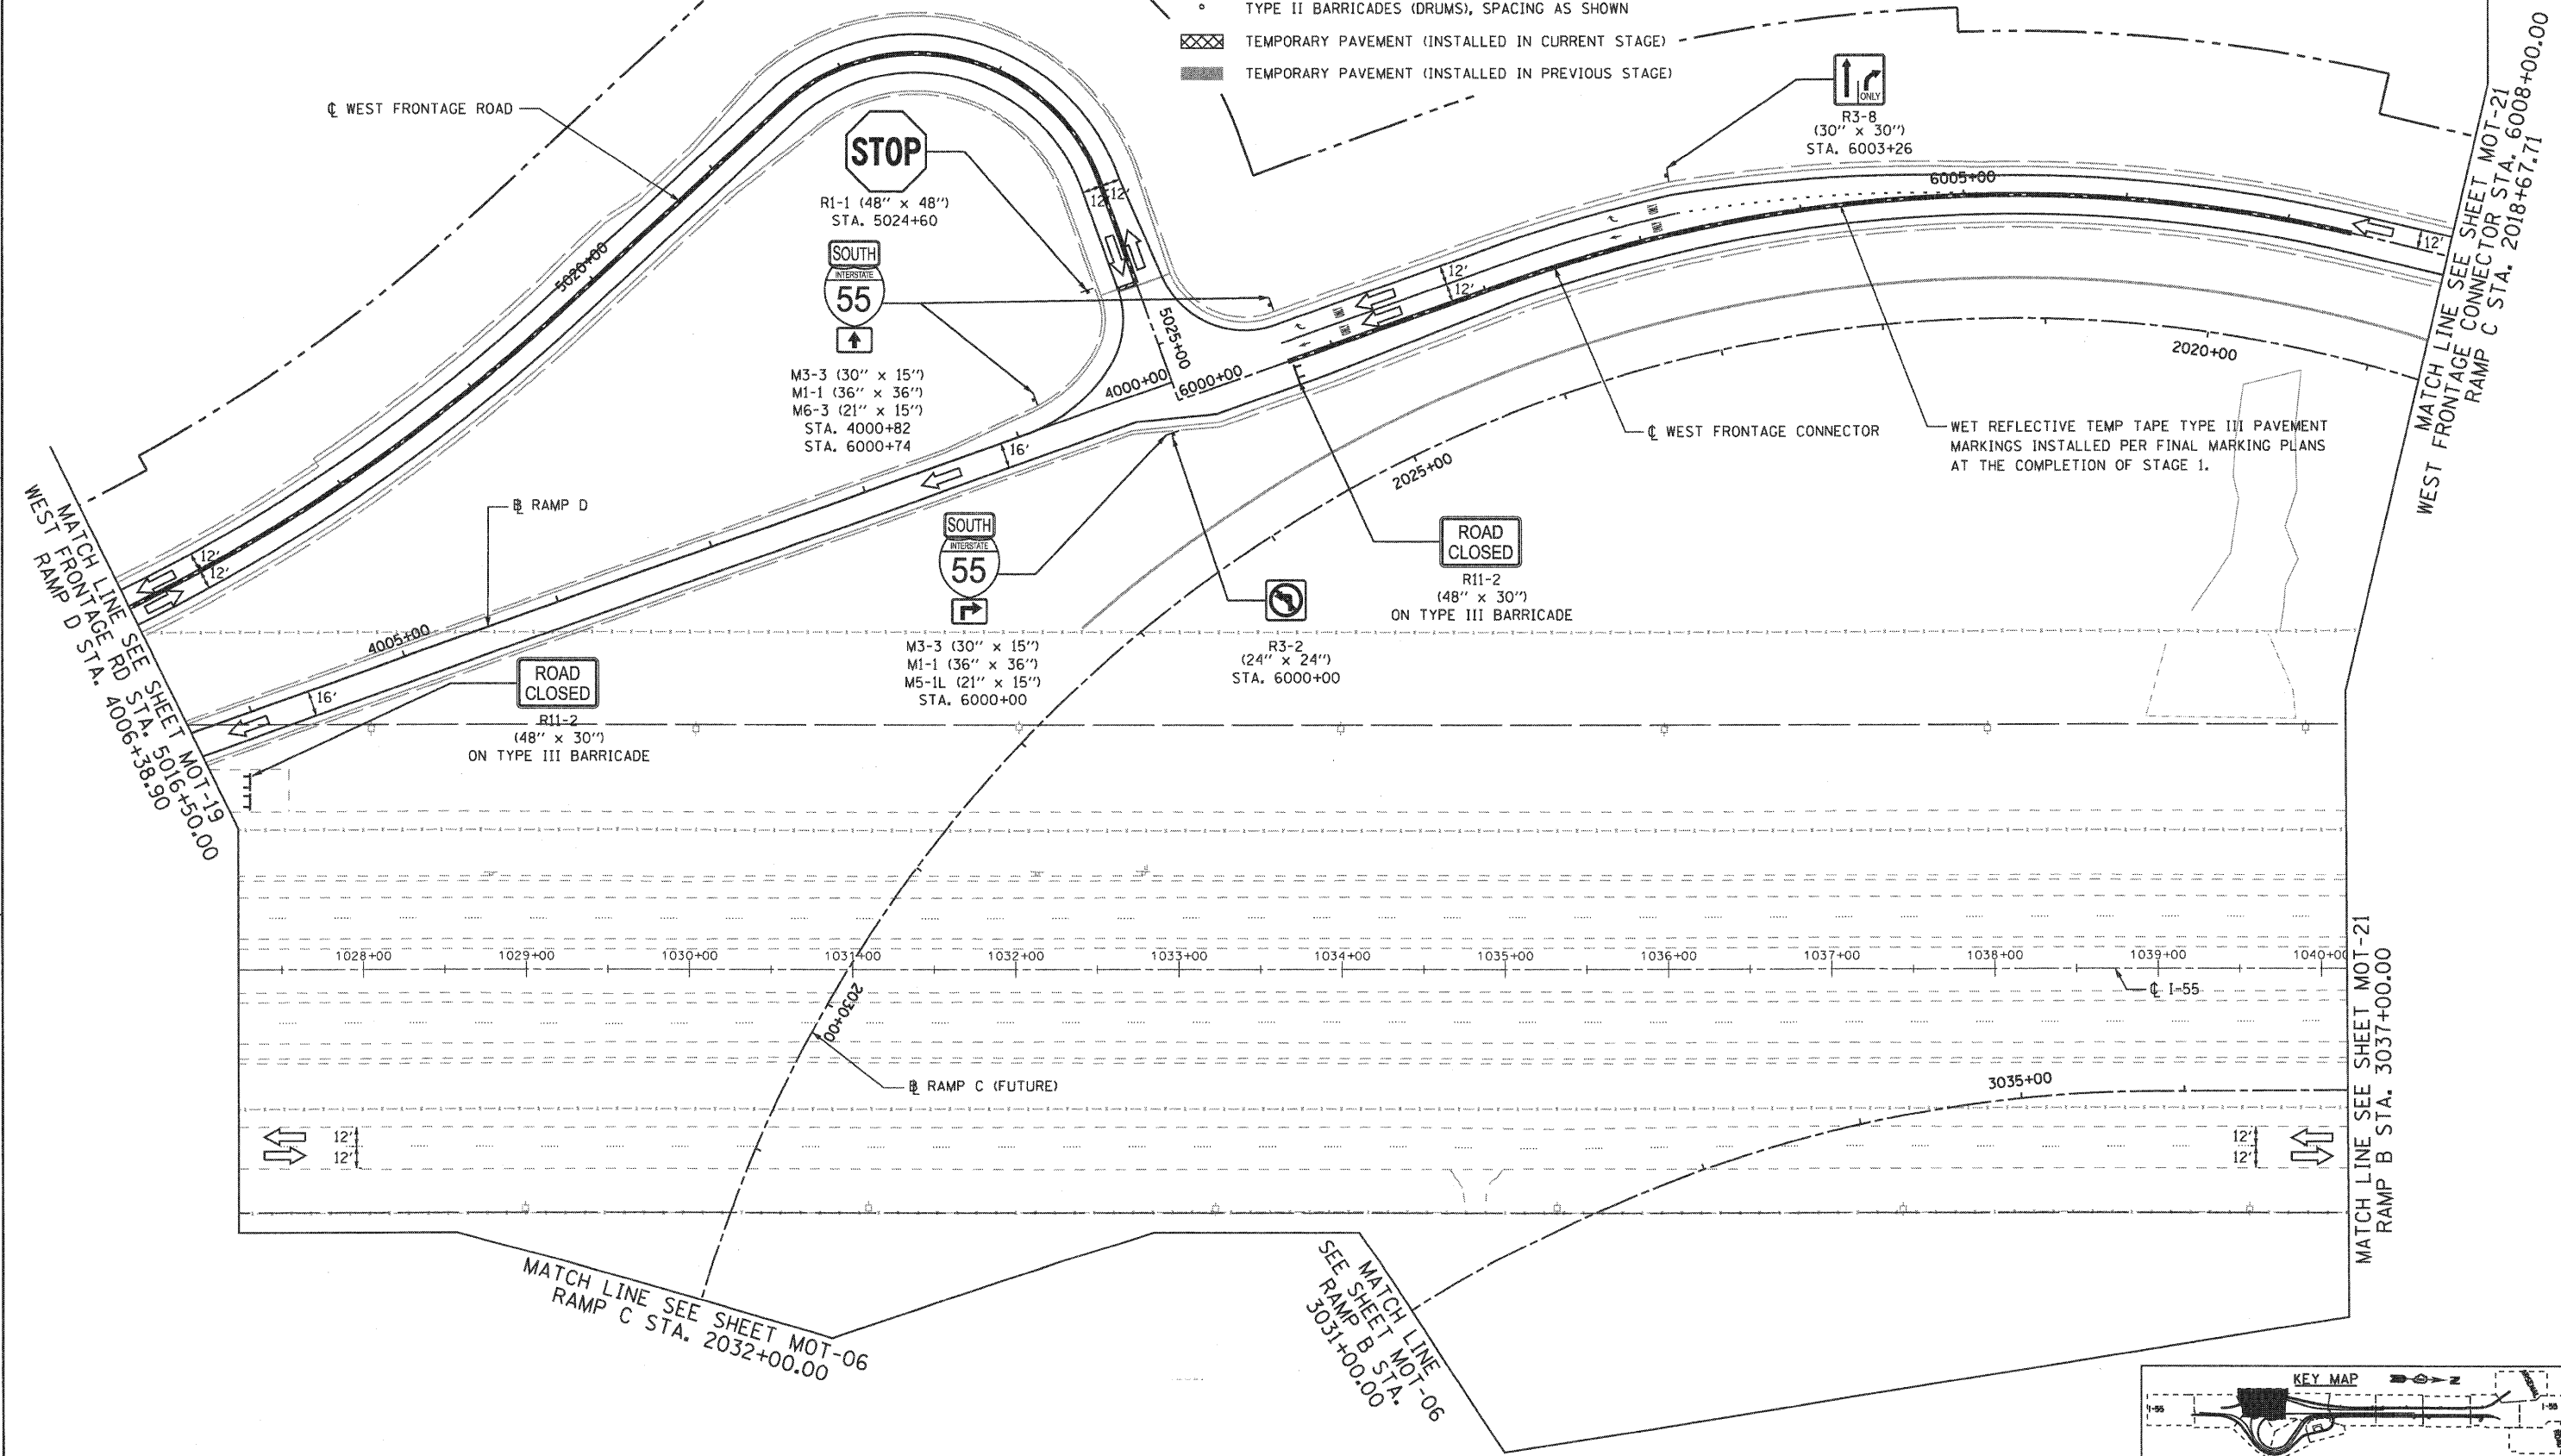 TYPE II BARRICADES (DRUMS), SPACING AS SHOWN
TEMPORARY PAVEMENT (INSTALLED IN CURRENT STAGE)
TEMPORARY PAVEMENT (INSTALLED IN PREVIOUS STAGE)
℄ WEST FRONTAGE ROAD
STOP
R1-1 (48" x 48")
STA. 5024+60
SOUTH
INTERSTATE
55
M3-3 (30" x 15")
M1-1 (36" x 36")
M6-3 (21" x 15")
STA. 4000+82
STA. 6000+74
ONLY
R3-8
(30" x 30")
STA. 6003+26
5020+00
12'
12'
5025+00
4000+00
6000+00
12'
12'
6005+00
12'
2020+00
2025+00
℄ WEST FRONTAGE CONNECTOR
WET REFLECTIVE TEMP TAPE TYPE III PAVEMENT
MARKINGS INSTALLED PER FINAL MARKING PLANS
AT THE COMPLETION OF STAGE 1.
MATCH LINE SEE SHEET MOT-21
WEST FRONTAGE CONNECTOR STA. 6008+00.00
RAMP C STA. 2018+67.71
16'
B RAMP D
12'
12'
4005+00
16'
MATCH LINE SEE SHEET MOT-19
WEST FRONTAGE RD STA. 5016+50.00
RAMP D STA. 4006+38.90
ROAD
CLOSED
R11-2
(48" x 30")
ON TYPE III BARRICADE
SOUTH
INTERSTATE
55
M3-3 (30" x 15")
M1-1 (36" x 36")
M5-1L (21" x 15")
STA. 6000+00
R3-2
(24" x 24")
STA. 6000+00
ROAD
CLOSED
R11-2
(48" x 30")
ON TYPE III BARRICADE
1028+00
1029+00
1030+00
1031+00
1032+00
1033+00
1034+00
1035+00
1036+00
1037+00
1038+00
1039+00
1040+00
℄ I-55
2030+00
B RAMP C (FUTURE)
3035+00
12'
12'
12'
12'
MATCH LINE SEE SHEET MOT-21
RAMP B STA. 3037+00.00
MATCH LINE SEE SHEET MOT-06
RAMP C STA. 2032+00.00
MATCH LINE
SEE SHEET MOT-06
RAMP B STA.
3031+00.00
KEY MAP
Z
I-55
I-55